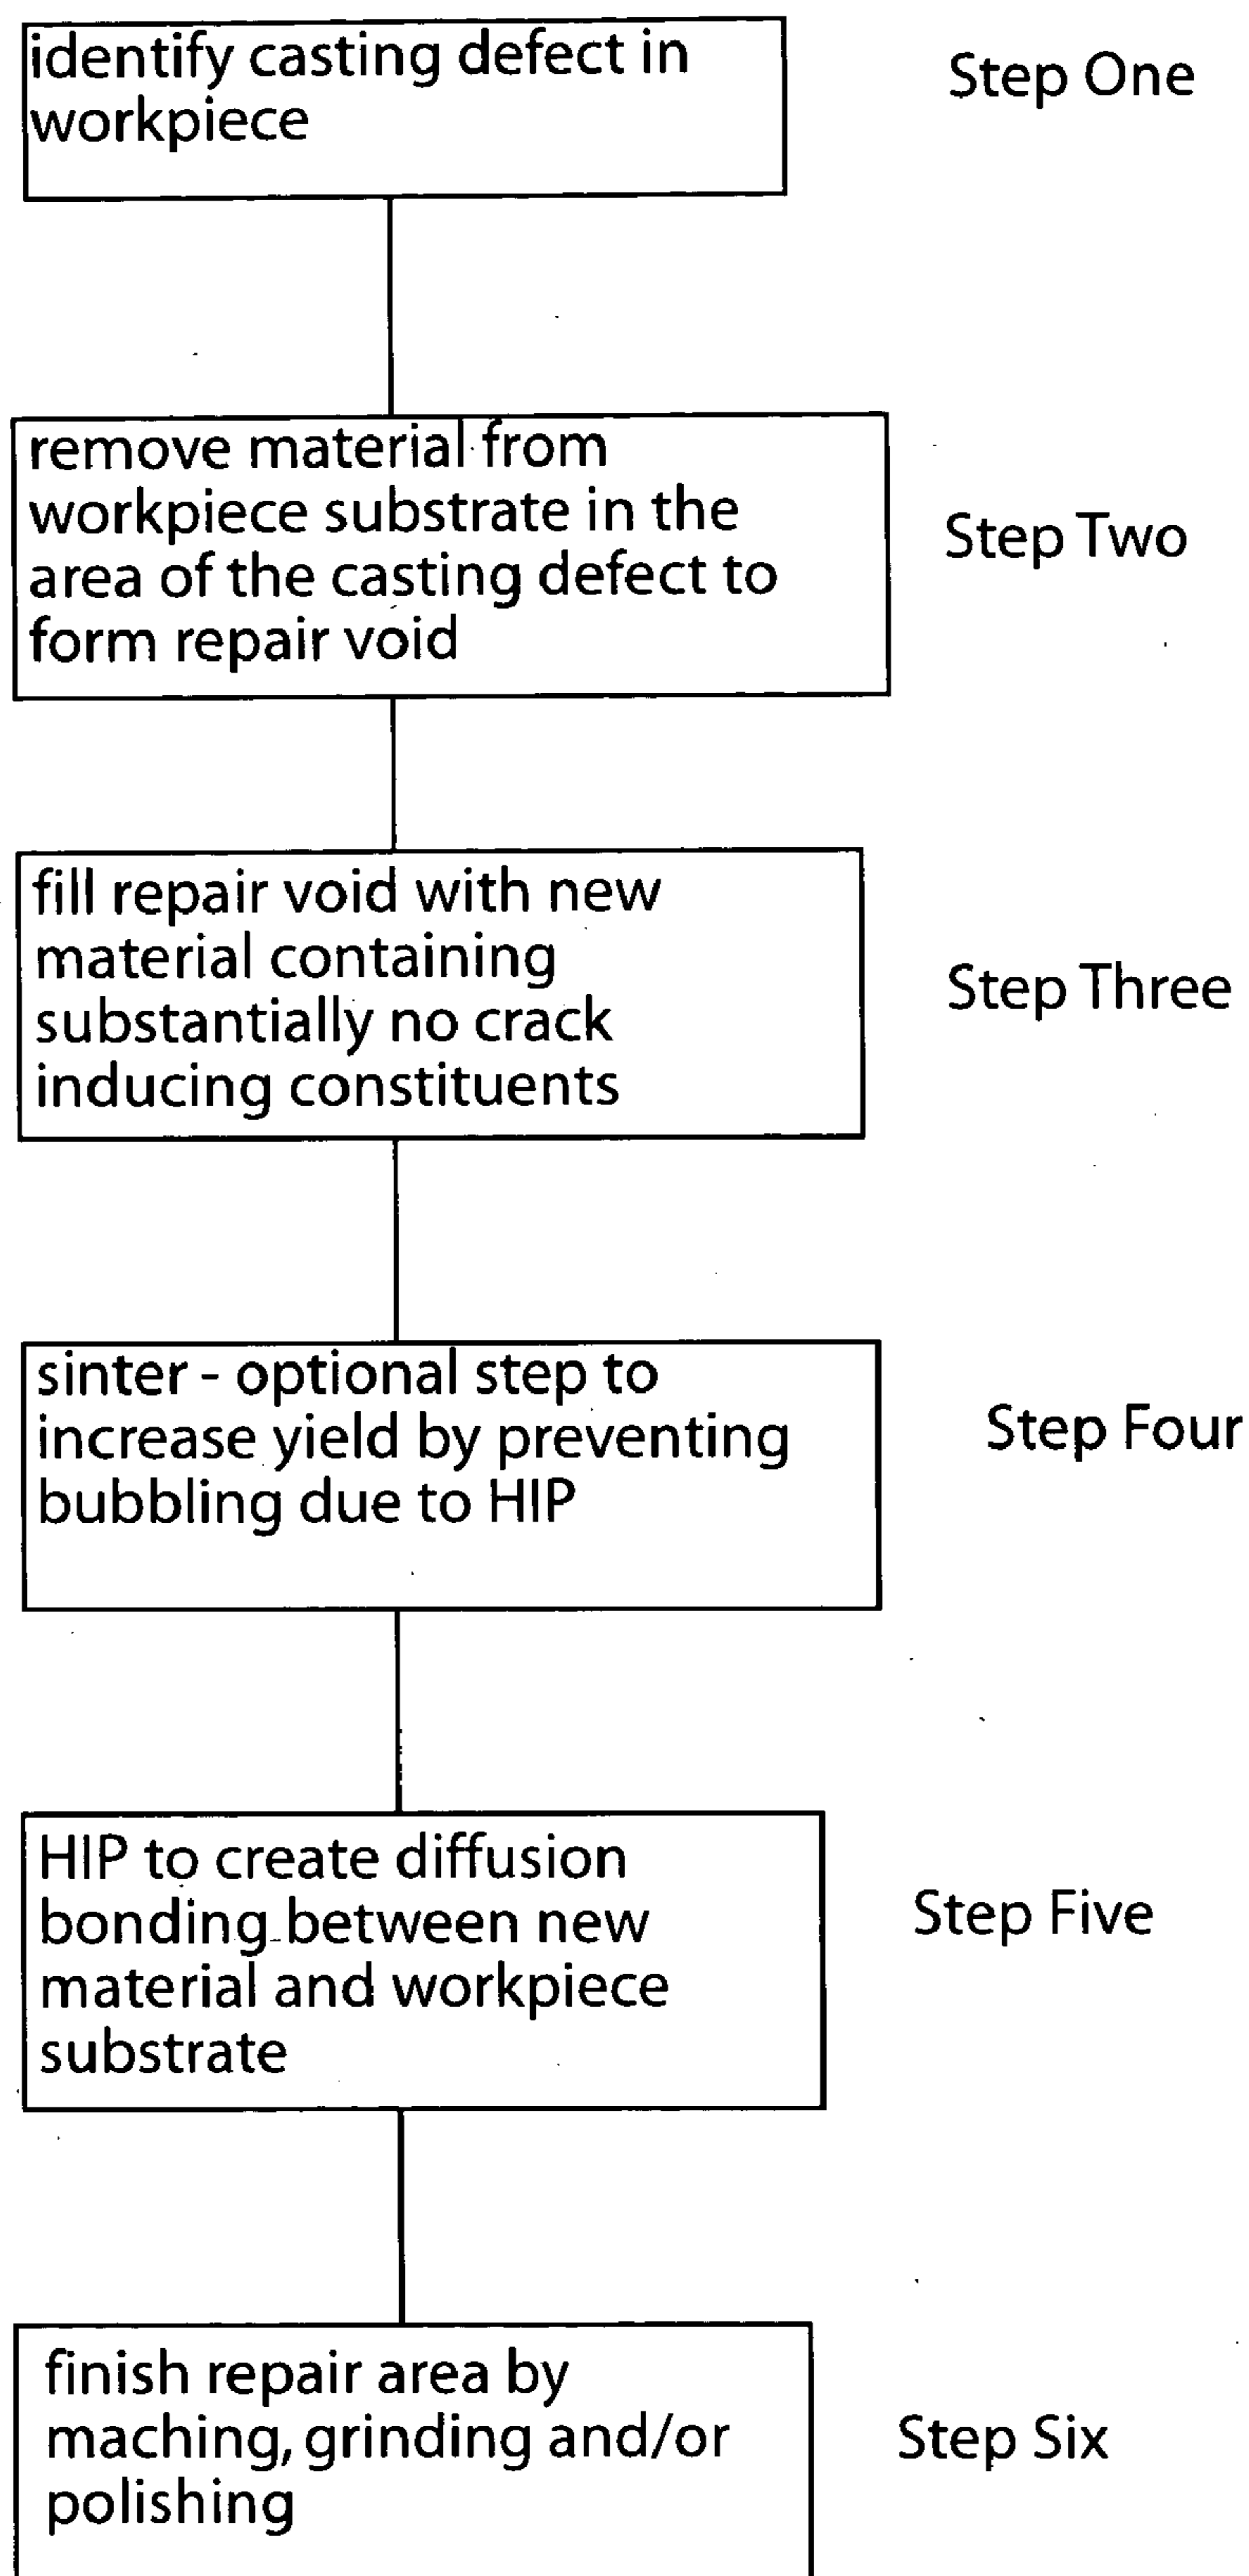 identify casting defect in
workpiece
Step One
remove material from
workpiece substrate in the
area of the casting defect to
form repair void
Step Two
fill repair void with new
material containing
substantially no crack
inducing constituents
Step Three
sinter - optional step to
increase yield by preventing
bubbling due to HIP
Step Four
HIP to create diffusion
bonding between new
material and workpiece
substrate
Step Five
finish repair area by
maching, grinding and/or
polishing
Step Six